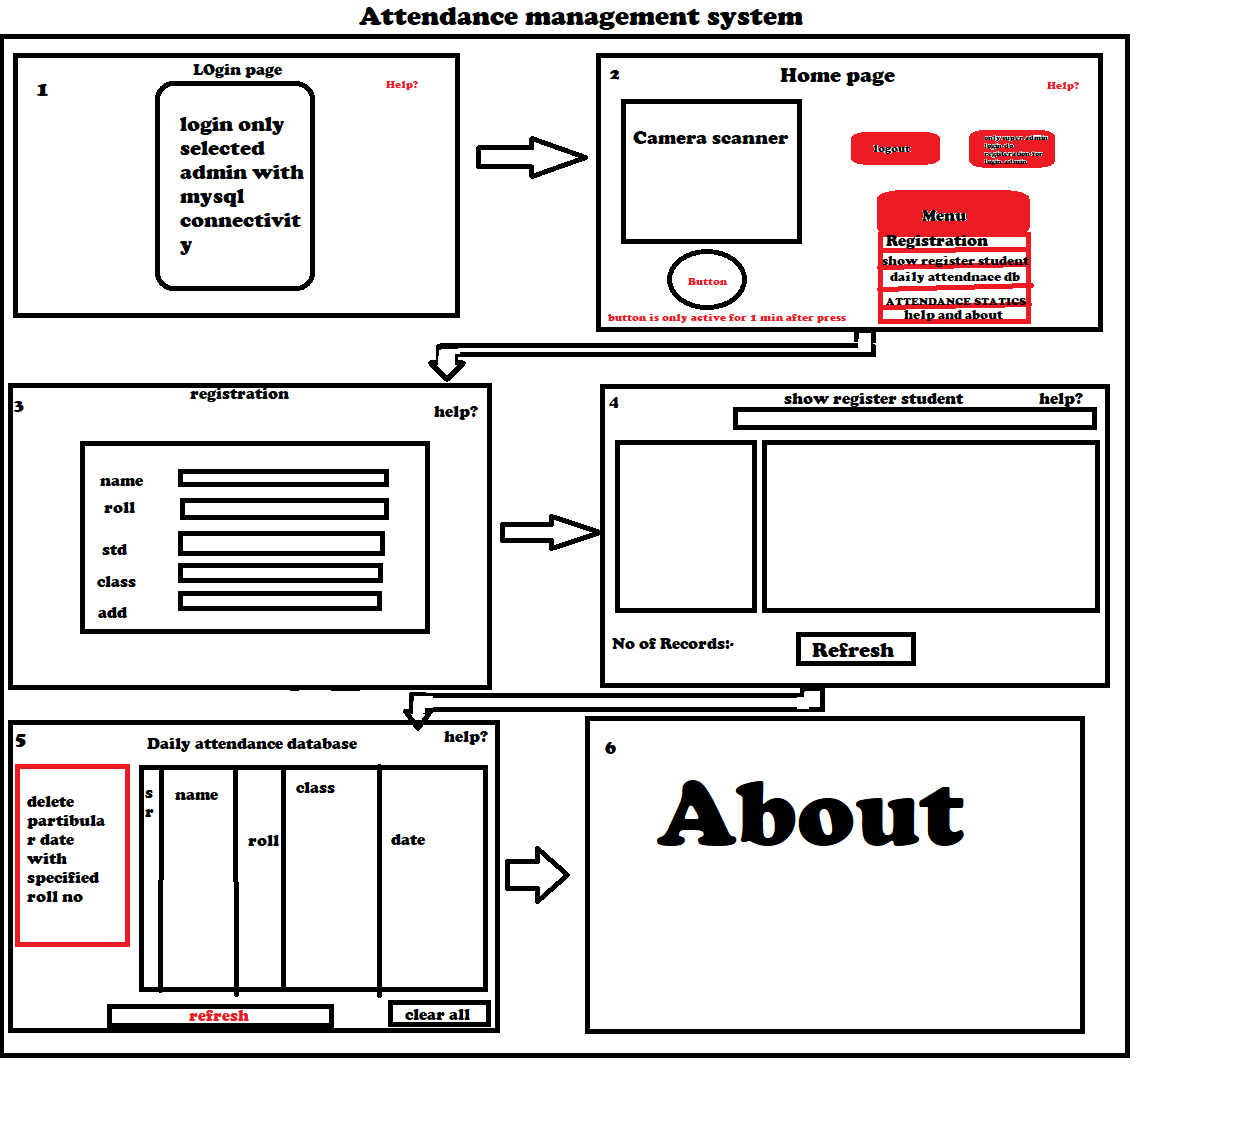 Attendance management system
1
LOgin page
Help?
login only
selected
admin with
mysql
connectivit
y
2
Home page
Help?
Camera scanner
logout
only super admin
login do
registeration for
login admin
Menu
Registration
show register student
daily attendnace db
ATTENDANCE STATICS
help and about
Button
button is only active for 1 min after press
3
registration
help?
name
roll
std
class
add
4
show register student
help?
No of Records:-
Refresh
5
Daily attendance database
help?
delete
partibula
r date
with
specified
roll no
s
r
name
roll
class
date
refresh
clear all
6
About